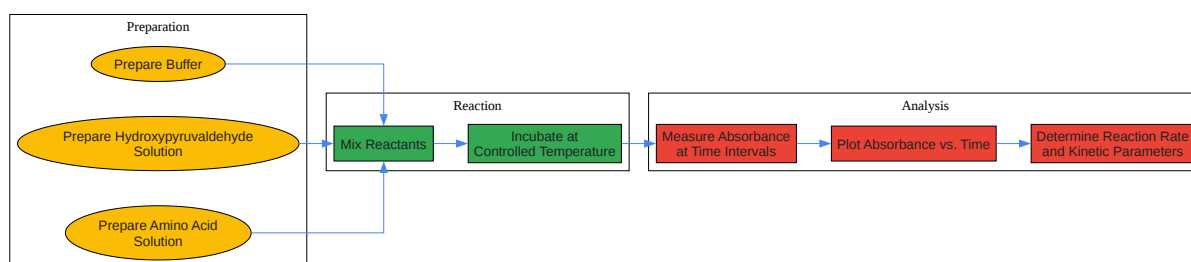 Preparation
Prepare Buffer
Prepare Hydroxypyruvaldehyde
Solution
Prepare Amino Acid
Solution
Reaction
Mix Reactants
Incubate at
Controlled Temperature
Analysis
Measure Absorbance
at Time Intervals
Plot Absorbance vs. Time
Determine Reaction Rate
and Kinetic Parameters